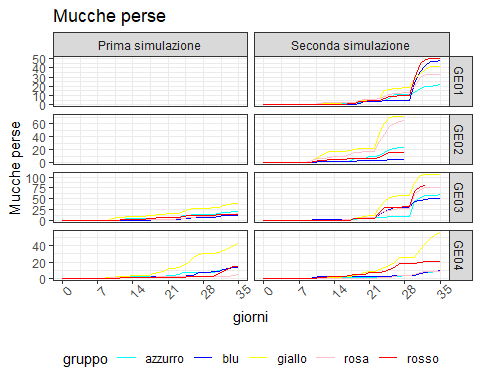 Mucche perse
Prima simulazione
Seconda simulazione
50
40
30
20
10
0
GE01
60
40
20
0
GE02
100
75
50
25
0
GE03
40
20
0
GE04
Mucche perse
0 7 14 21 28 35
0 7 14 21 28 35
giorni
gruppo azzurro blu giallo rosa rosso